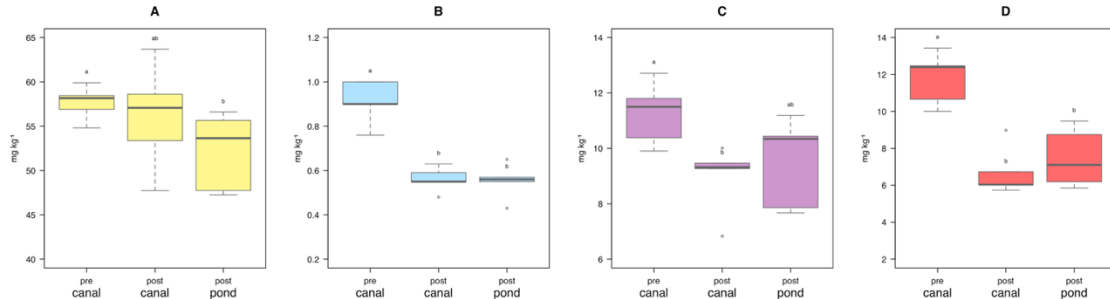 A
65
60
55
50
45
40
mg kg⁻¹
a
ab
b
pre
canal
post
canal
post
pond
B
1.2
1.0
0.8
0.6
0.4
0.2
mg kg⁻¹
a
b
b
pre
canal
post
canal
post
pond
C
14
12
10
8
6
mg kg⁻¹
a
b
ab
pre
canal
post
canal
post
pond
D
14
12
10
8
6
4
2
mg kg⁻¹
a
b
b
pre
canal
post
canal
post
pond